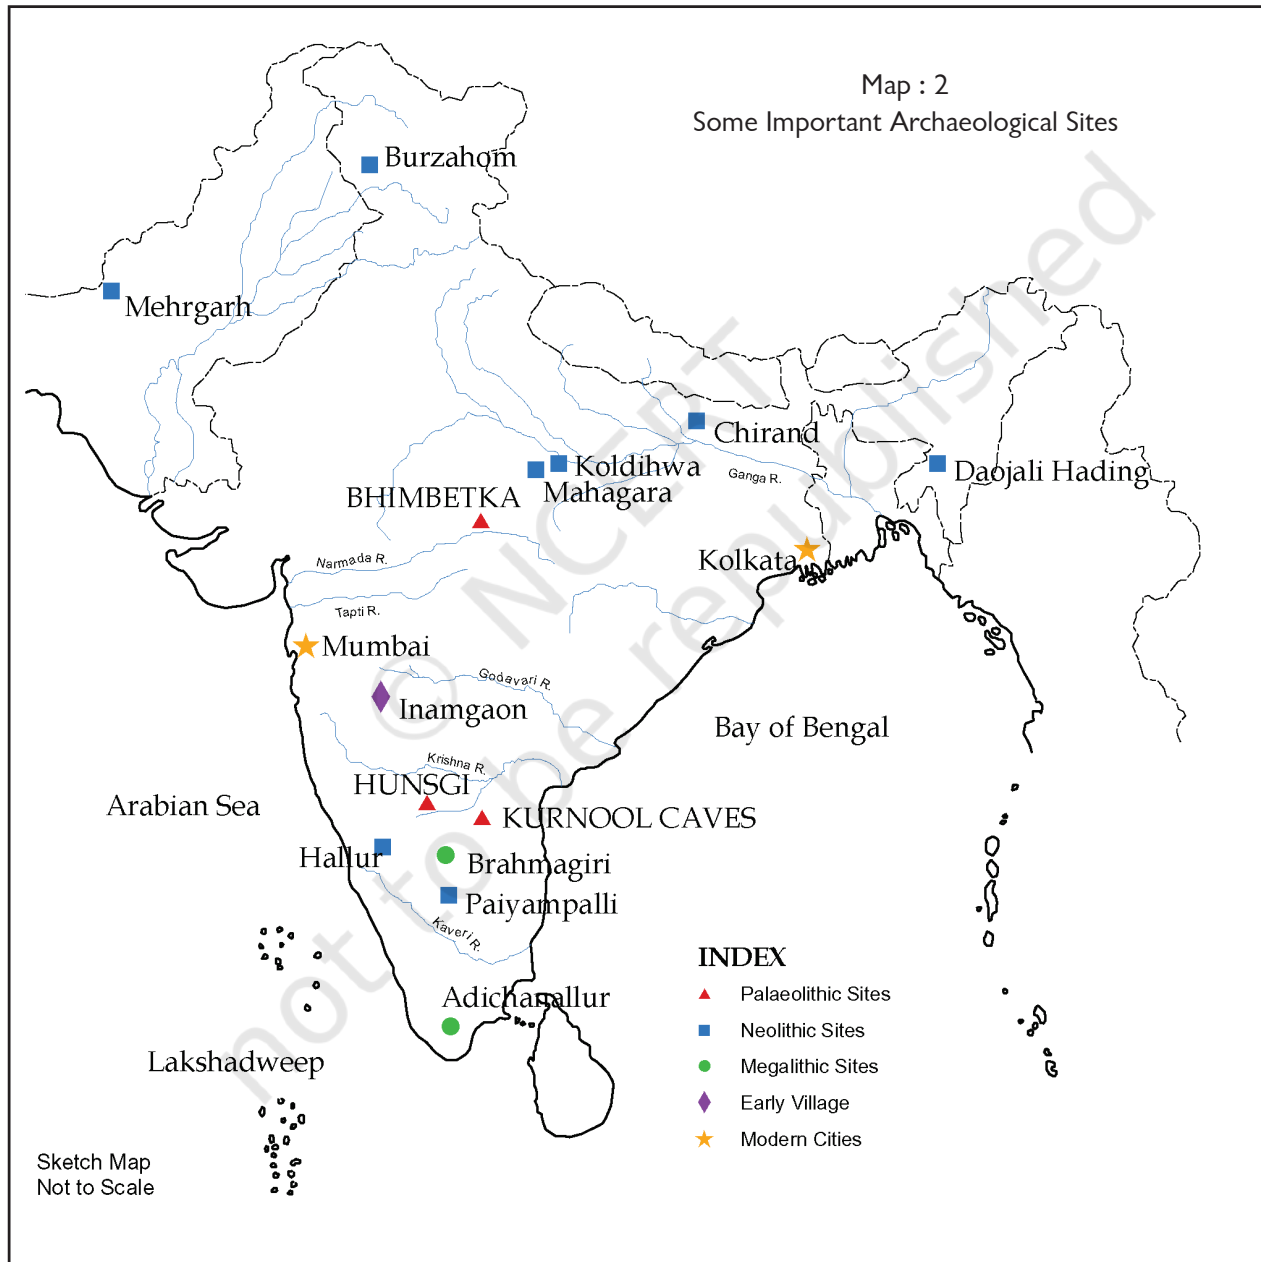 Map : 2
Some Important Archaeological Sites
Burzahom
Mehrgarh
Chirand
Koldihwa
Mahagara
Ganga R.
Daojali Hading
BHIMBETKA
Kolkata
Narmada R.
Tapti R.
Mumbai
Godavari R.
Inamgaon
Bay of Bengal
Krishna R.
HUNSGI
Arabian Sea
KURNOOL CAVES
Hallur
Brahmagiri
Paiyampalli
Kaveri R.
Adichanallur
Lakshadweep
INDEX
Palaeolithic Sites
Neolithic Sites
Megalithic Sites
Early Village
Modern Cities
Sketch Map
Not to Scale
© NCERT
not to be republished